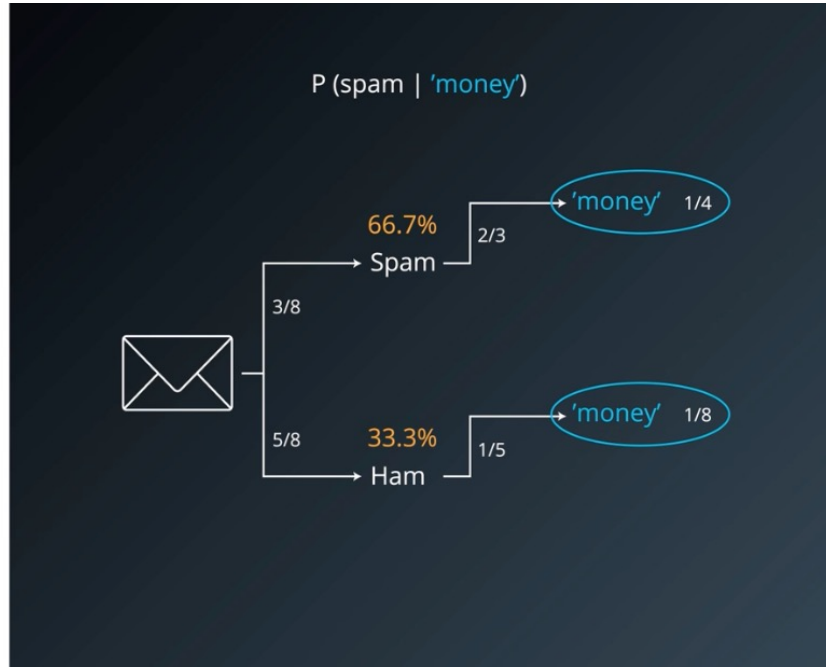 P (spam | 'money')
'money' 1/4
66.7%
2/3
Spam
3/8
'money' 1/8
5/8
33.3%
1/5
Ham